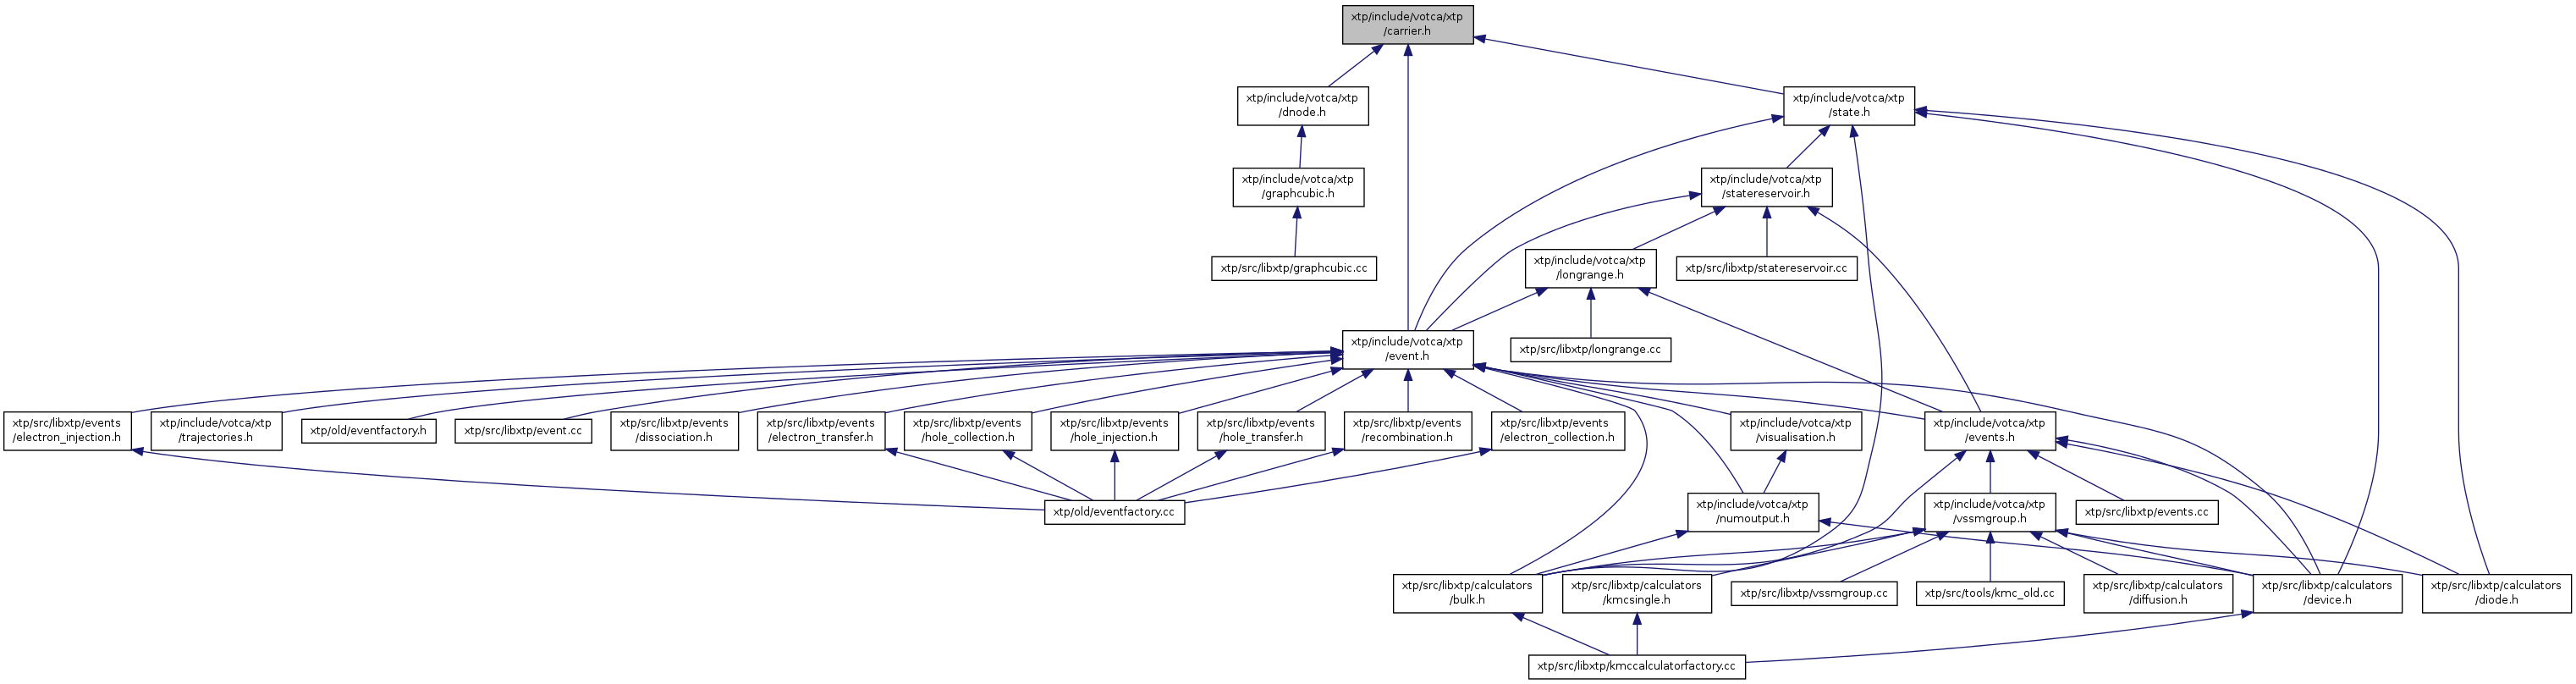 xtp/include/votca/xtp
/carrier.h
xtp/include/votca/xtp
/dnode.h
xtp/include/votca/xtp
/state.h
xtp/include/votca/xtp
/graphcubic.h
xtp/include/votca/xtp
/statereservoir.h
xtp/src/libxtp/graphcubic.cc
xtp/include/votca/xtp
/longrange.h
xtp/src/libxtp/statereservoir.cc
xtp/include/votca/xtp
/event.h
xtp/src/libxtp/longrange.cc
xtp/src/libxtp/events
/electron_injection.h
xtp/include/votca/xtp
/trajectories.h
xtp/old/eventfactory.h
xtp/src/libxtp/event.cc
xtp/src/libxtp/events
/dissociation.h
xtp/src/libxtp/events
/electron_transfer.h
xtp/src/libxtp/events
/hole_collection.h
xtp/src/libxtp/events
/hole_injection.h
xtp/src/libxtp/events
/hole_transfer.h
xtp/src/libxtp/events
/recombination.h
xtp/src/libxtp/events
/electron_collection.h
xtp/include/votca/xtp
/visualisation.h
xtp/include/votca/xtp
/events.h
xtp/old/eventfactory.cc
xtp/include/votca/xtp
/numoutput.h
xtp/include/votca/xtp
/vssmgroup.h
xtp/src/libxtp/events.cc
xtp/src/libxtp/calculators
/bulk.h
xtp/src/libxtp/calculators
/kmcsingle.h
xtp/src/libxtp/vssmgroup.cc
xtp/src/tools/kmc_old.cc
xtp/src/libxtp/calculators
/diffusion.h
xtp/src/libxtp/calculators
/device.h
xtp/src/libxtp/calculators
/diode.h
xtp/src/libxtp/kmccalculatorfactory.cc